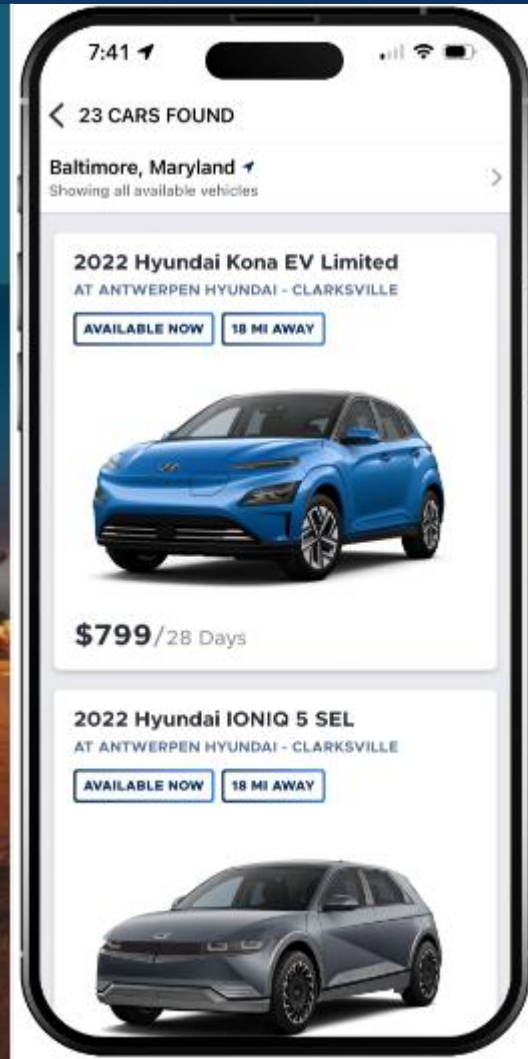 7:41
23 CARS FOUND
Baltimore, Maryland
Showing all available vehicles
2022 Hyundai Kona EV Limited
AT ANTWERPEN HYUNDAI - CLARKSVILLE
AVAILABLE NOW 18 MI AWAY
$799/28 Days
2022 Hyundai IONIQ 5 SEL
AT ANTWERPEN HYUNDAI - CLARKSVILLE
AVAILABLE NOW 18 MI AWAY